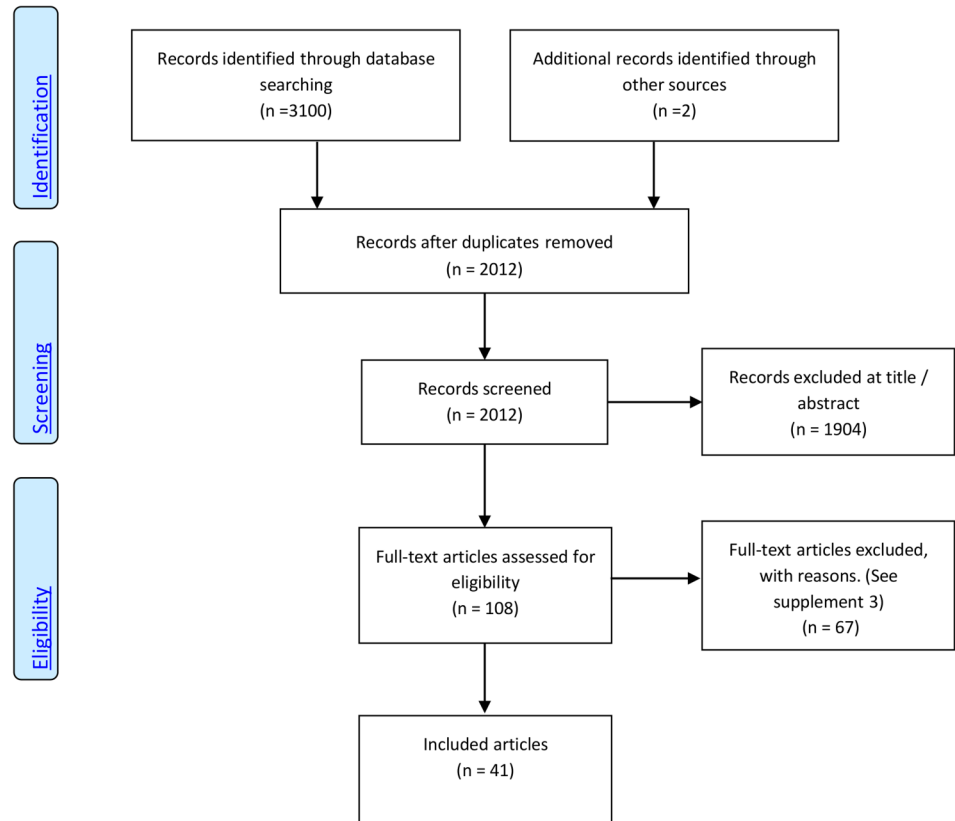 Identification
Records identified through database
searching
(n =3100)
Additional records identified through
other sources
(n =2)
Records after duplicates removed
(n = 2012)
Screening
Records screened
(n = 2012)
Records excluded at title /
abstract
(n = 1904)
Eligibility
Full-text articles assessed for
eligibility
(n = 108)
Full-text articles excluded,
with reasons. (See
supplement 3)
(n = 67)
Included articles
(n = 41)